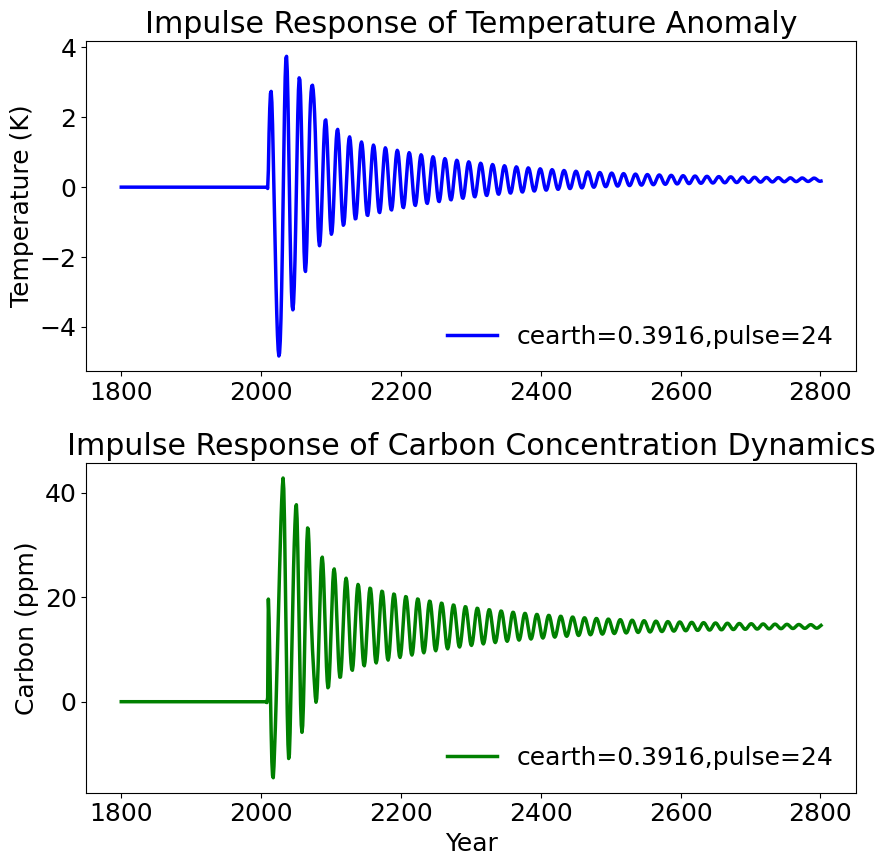 Impulse Response of Temperature Anomaly
Temperature (K)
4
2
0
−2
−4
cearth=0.3916,pulse=24
1800 2000 2200 2400 2600 2800
Impulse Response of Carbon Concentration Dynamics
Carbon (ppm)
40
20
0
cearth=0.3916,pulse=24
1800 2000 2200 2400 2600 2800
Year